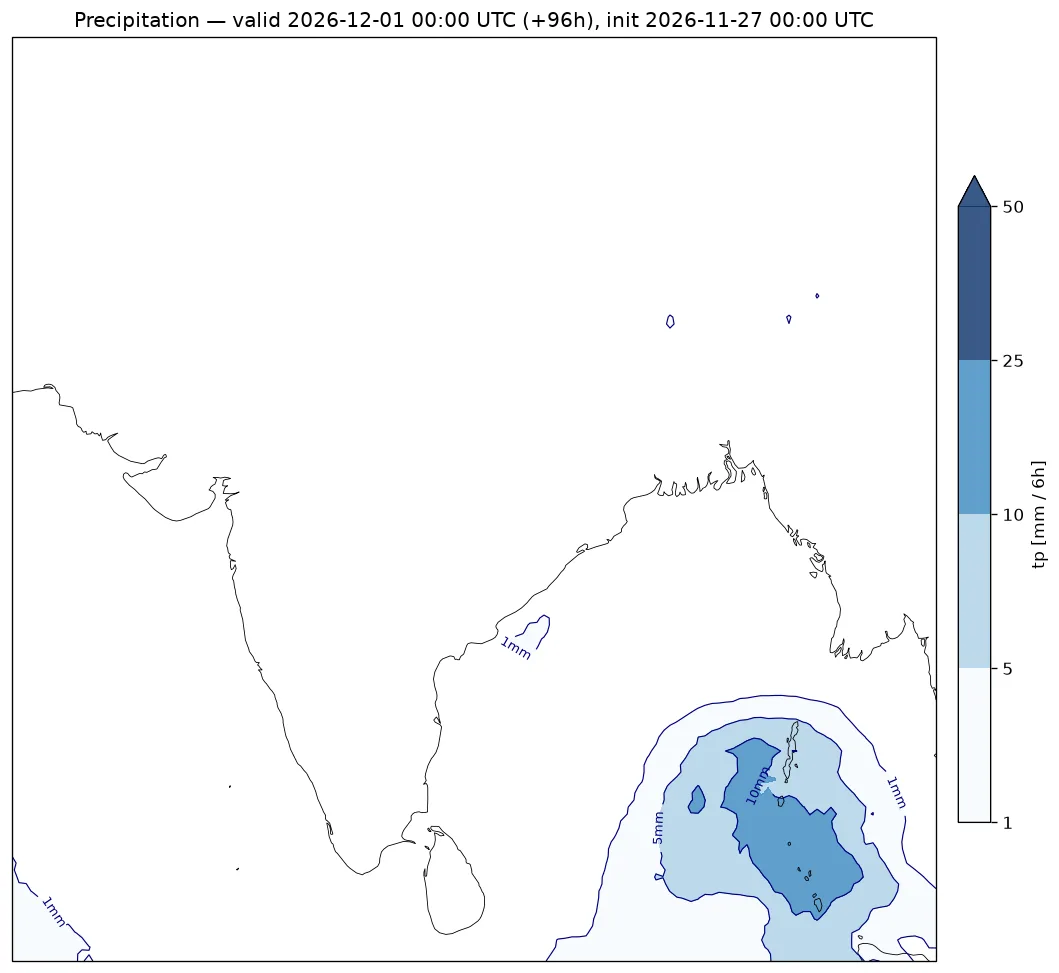 Precipitation — valid 2026-12-01 00:00 UTC (+96h), init 2026-11-27 00:00 UTC
50
25
10
5
1
tp [mm / 6h]
1mm
10mm
1mm
5mm
1mm